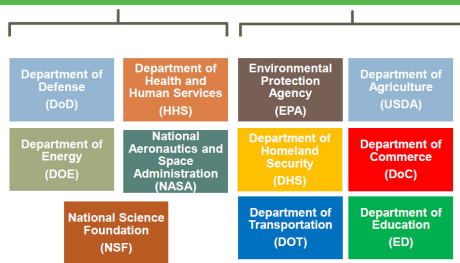 Department of
Defense
(DoD)
Department of
Health and
Human Services
(HHS)
Environmental
Protection
Agency
(EPA)
Department of
Agriculture
(USDA)
Department of
Energy
(DOE)
National
Aeronautics and
Space
Administration
(NASA)
Department of
Homeland
Security
(DHS)
Department of
Commerce
(DoC)
National Science
Foundation
(NSF)
Department of
Transportation
(DOT)
Department of
Education
(ED)